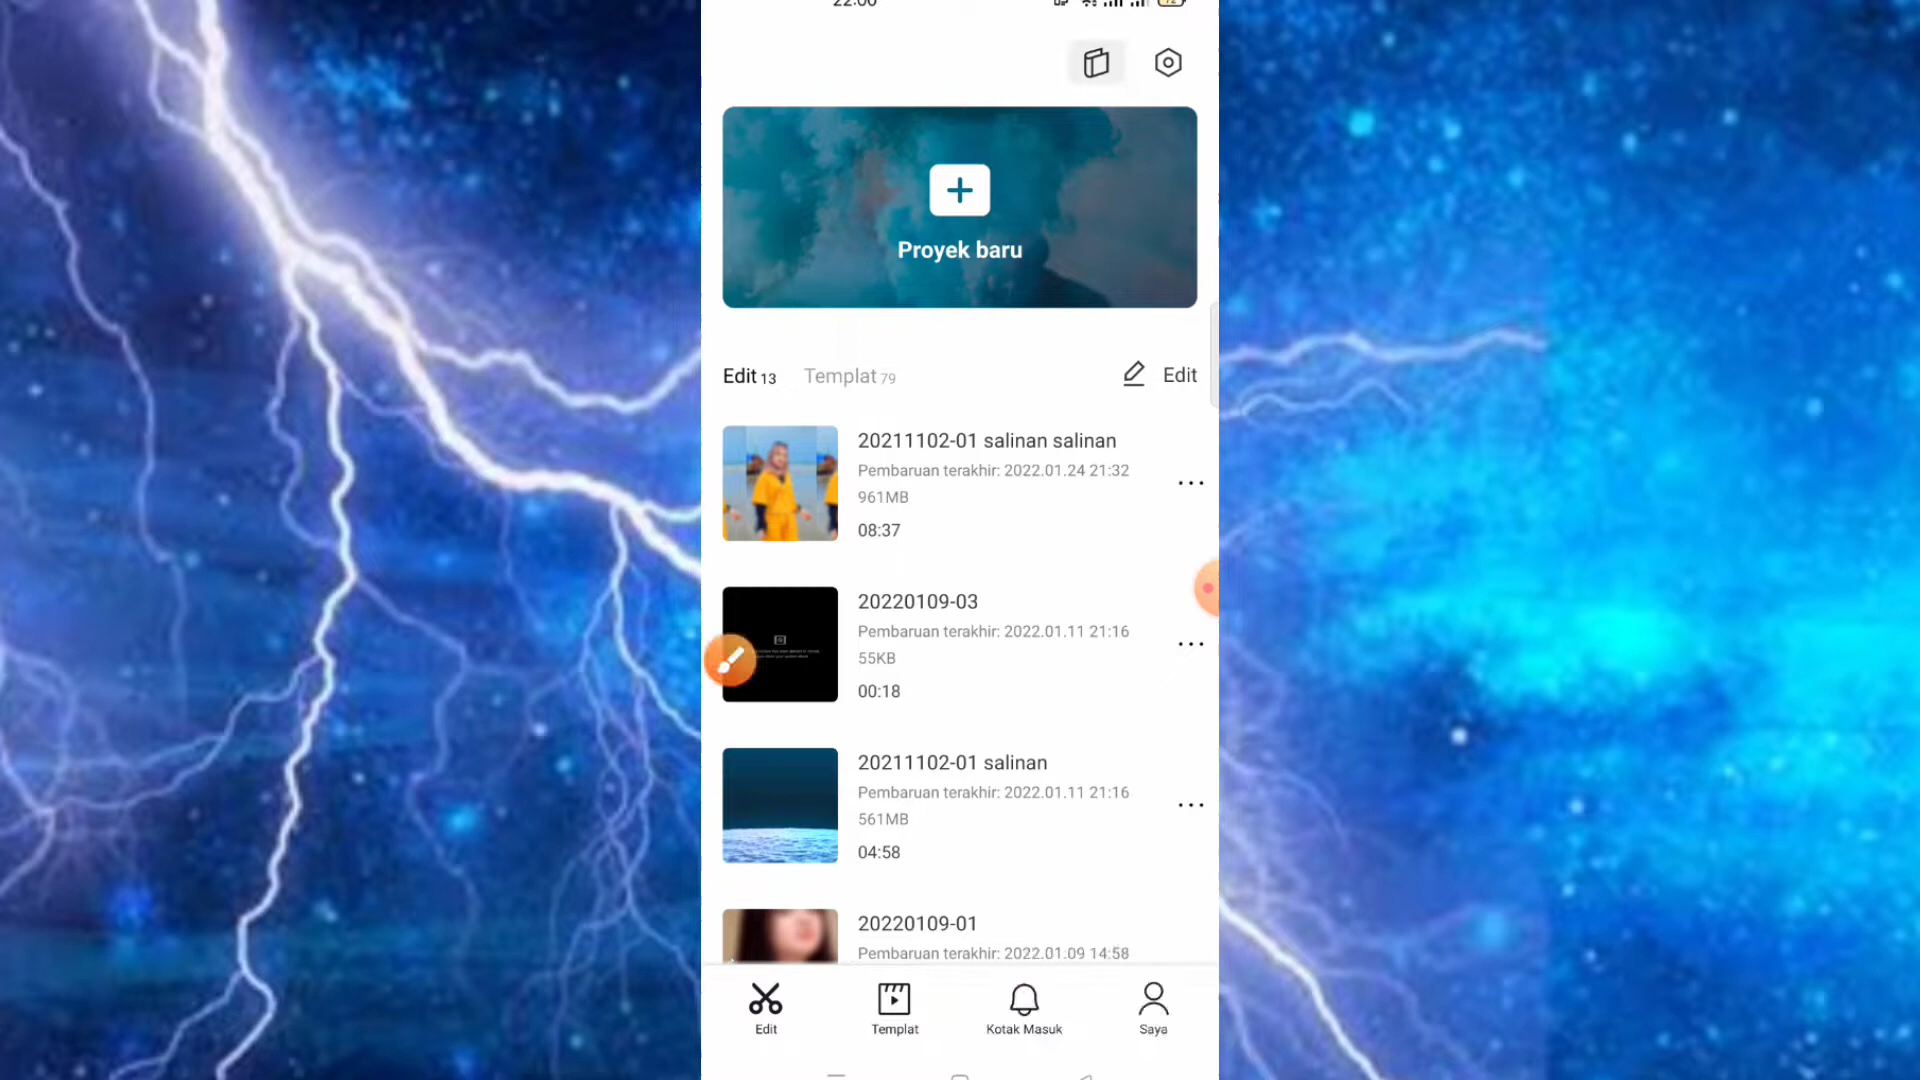 22:00
Proyek baru
Edit 13 Templat 79 Edit
20211102-01 salinan salinan
Pembaruan terakhir: 2022.01.24 21:32
961MB
08:37
20220109-03
Pembaruan terakhir: 2022.01.11 21:16
55KB
00:18
20211102-01 salinan
Pembaruan terakhir: 2022.01.11 21:16
561MB
04:58
20220109-01
Pembaruan terakhir: 2022.01.09 14:58
Edit Templat Kotak Masuk Saya